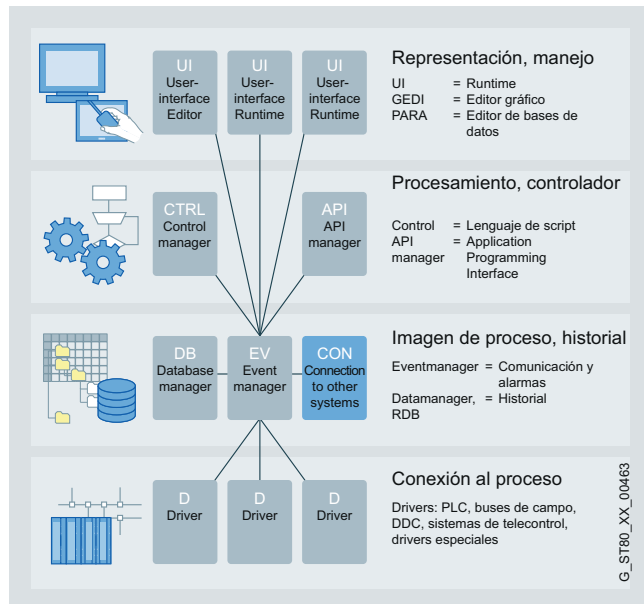 UI
User-
interface
Editor
UI
User-
interface
Runtime
UI
User-
interface
Runtime
Representación, manejo
UI = Runtime
GEDI = Editor gráfico
PARA = Editor de bases de
datos
CTRL
Control
manager
API
API
manager
Procesamiento, controlador
Control = Lenguaje de script
API = Application
manager Programming
Interface
DB
Database
manager
EV
Event
manager
CON
Connection
to other
systems
Imagen de proceso, historial
Eventmanager = Comunicación y
alarmas
Datamanager, = Historial
RDB
D
Driver
D
Driver
D
Driver
Conexión al proceso
Drivers: PLC, buses de campo,
DDC, sistemas de telecontrol,
drivers especiales
G_ST80_XX_00463